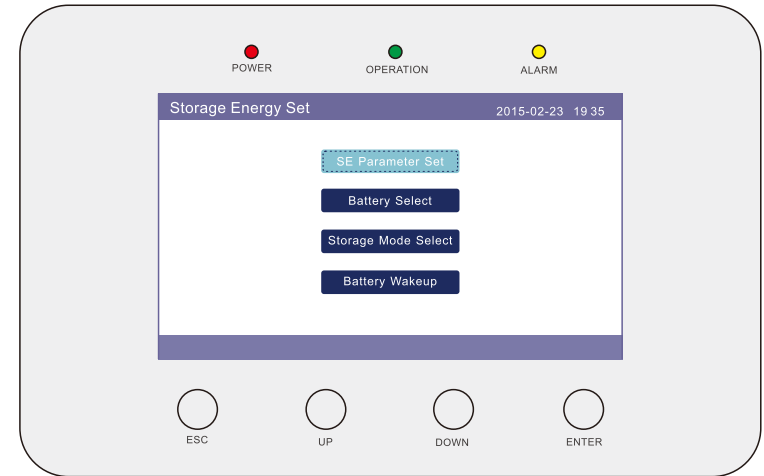 POWER OPERATION ALARM
Storage Energy Set 2015-02-23 19 35
SE Parameter Set
Battery Select
Storage Mode Select
Battery Wakeup
ESC UP DOWN ENTER